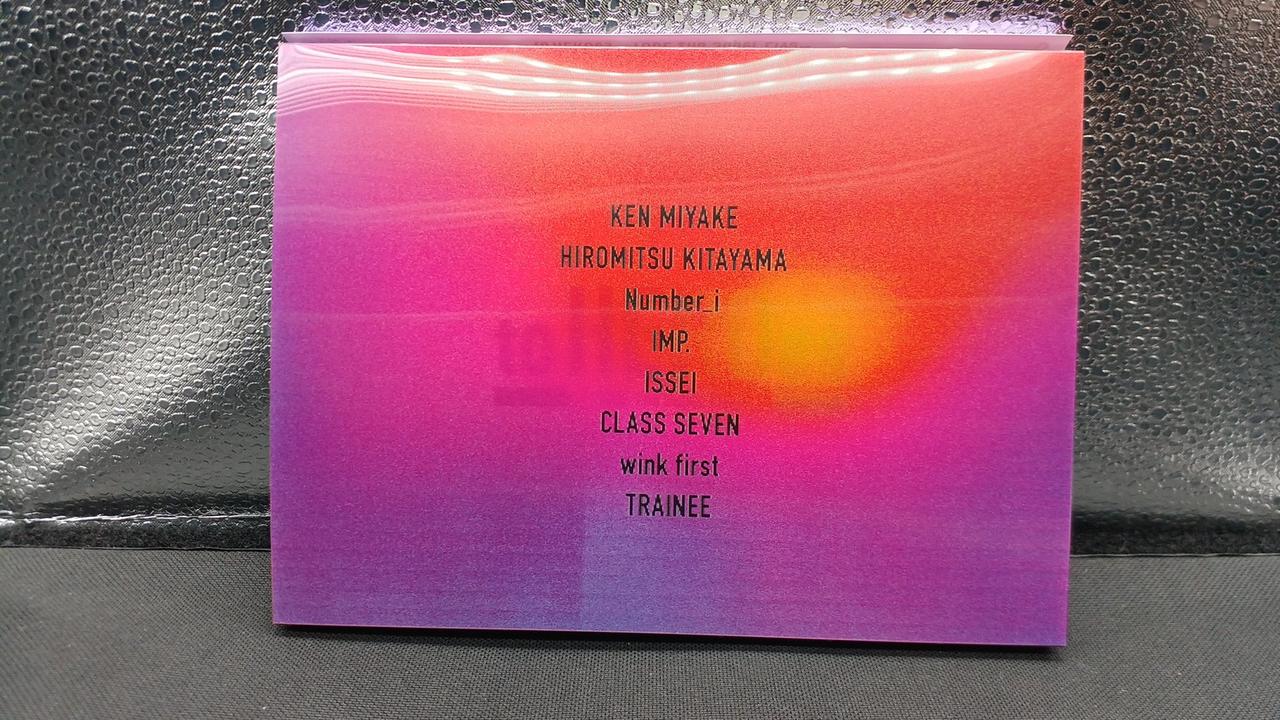 KEN MIYAKE
HIROMITSU KITAYAMA
Number_i
IMP.
ISSEI
CLASS SEVEN
wink first
TRAINEE